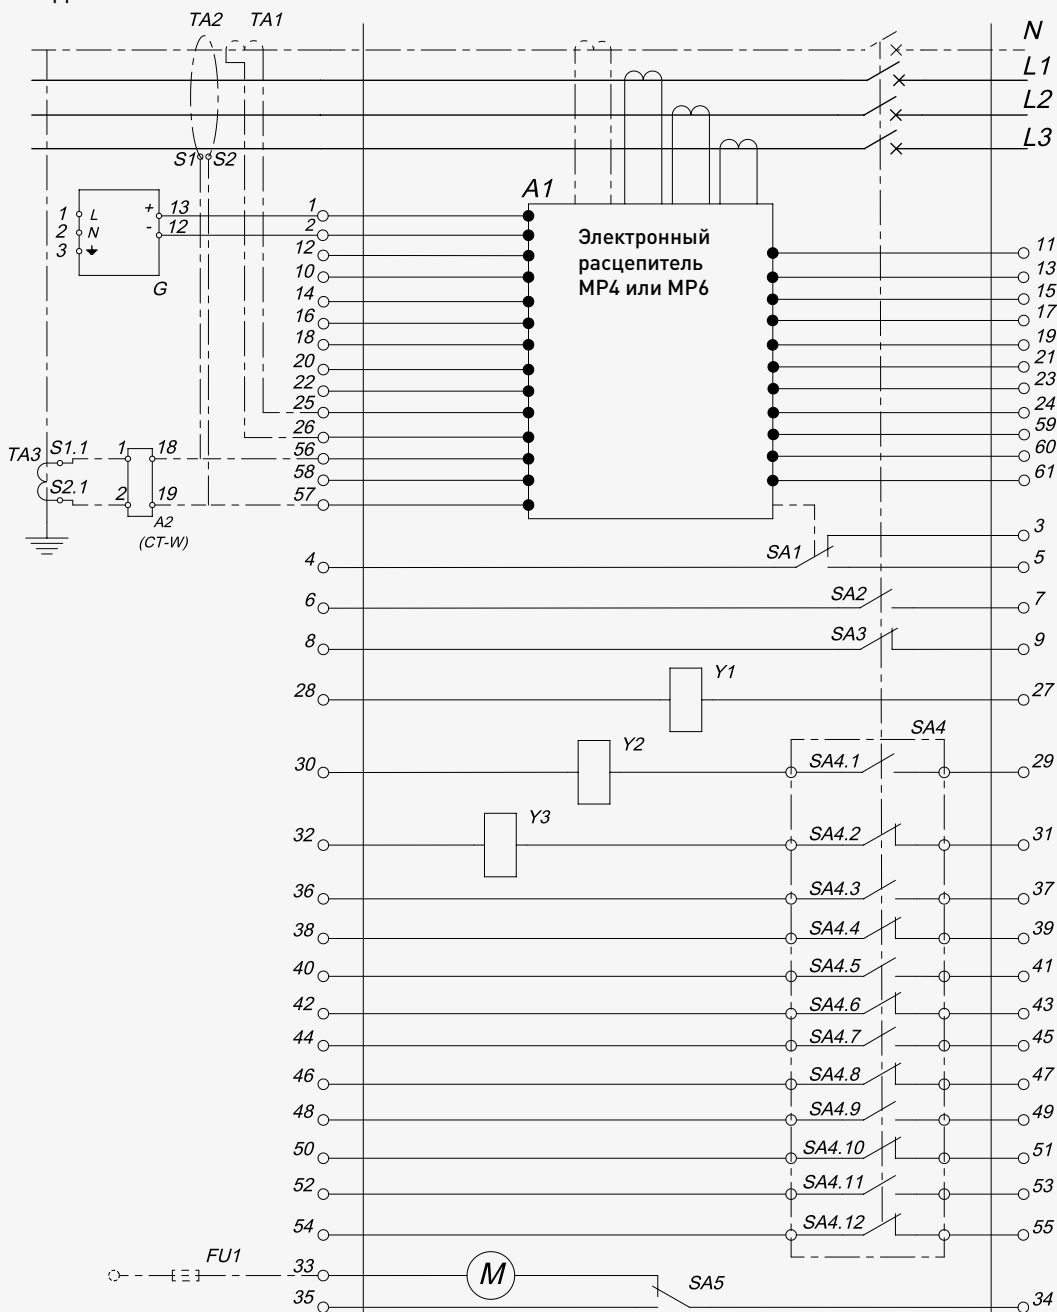 TA2 TA1
N
L1
L2
L3
S1 S2
A1
1 L + 13 1
2 N - 12 2
3
G
Электронный
расцепитель
МР4 или МР6
12 11
10 13
14 15
16 17
18 19
20 21
22 23
25 24
26 59
56 60
58 61
57
TA3 S1.1 1 18
S2.1 2 19
A2
(CT-W)
3
4 SA1 5
6 SA2 7
8 SA3 9
28 Y1 27
SA4
30 Y2 SA4.1 29
32 Y3 SA4.2 31
36 SA4.3 37
38 SA4.4 39
40 SA4.5 41
42 SA4.6 43
44 SA4.7 45
46 SA4.8 47
48 SA4.9 49
50 SA4.10 51
52 SA4.11 53
54 SA4.12 55
FU1 33 M SA5
35 34